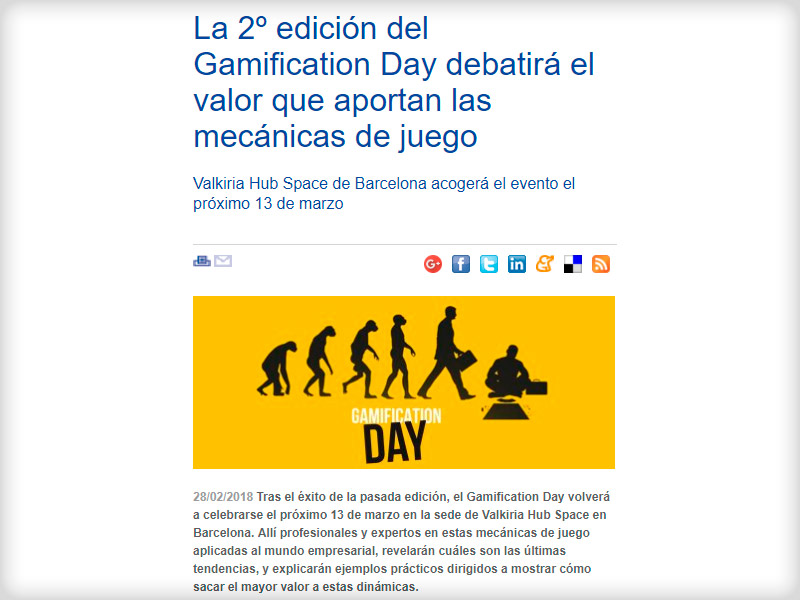 La 2º edición del
Gamification Day debatirá el
valor que aportan las
mecánicas de juego
Valkiria Hub Space de Barcelona acogerá el evento el
próximo 13 de marzo
G+ f t in
GAMIFICATION
DAY
28/02/2018 Tras el éxito de la pasada edición, el Gamification Day volverá
a celebrarse el próximo 13 de marzo en la sede de Valkiria Hub Space en
Barcelona. Allí profesionales y expertos en estas mecánicas de juego
aplicadas al mundo empresarial, revelarán cuáles son las últimas
tendencias, y explicarán ejemplos prácticos dirigidos a mostrar cómo
sacar el mayor valor a estas dinámicas.